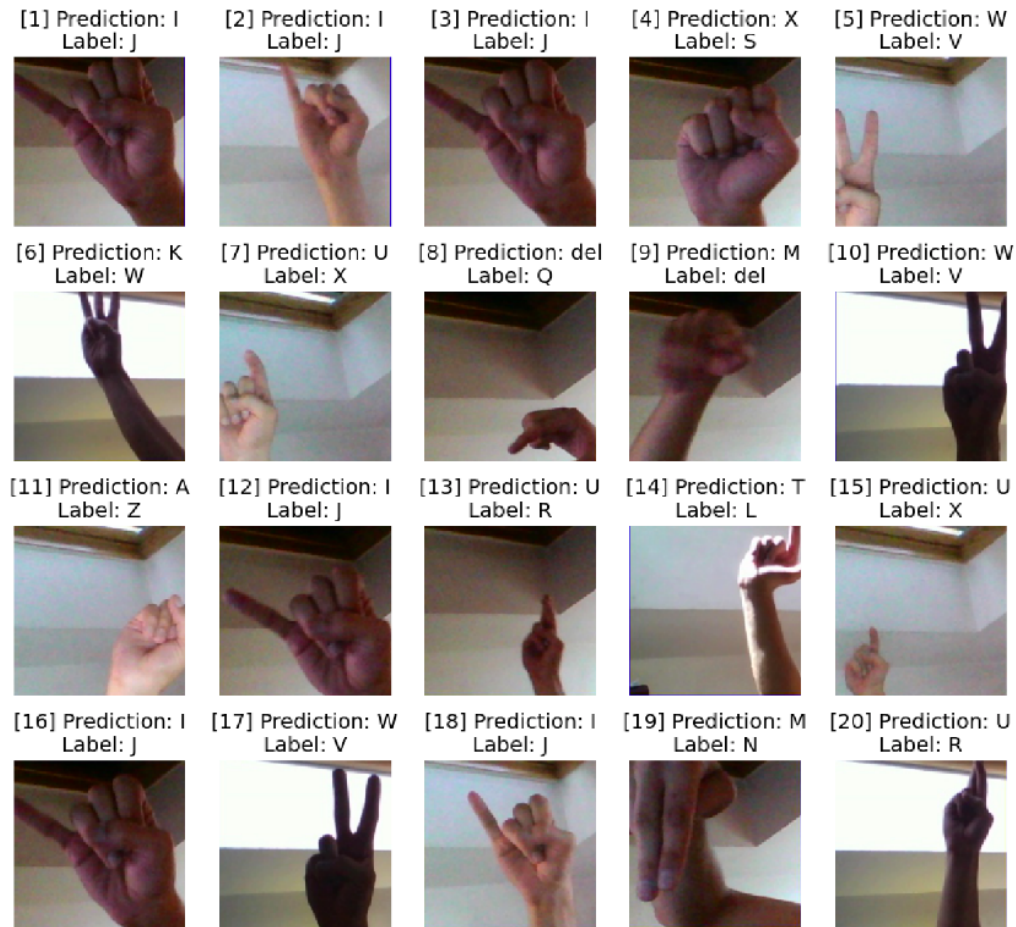 [1] Prediction: I
Label: J
[2] Prediction: I
Label: J
[3] Prediction: I
Label: J
[4] Prediction: X
Label: S
[5] Prediction: W
Label: V
[6] Prediction: K
Label: W
[7] Prediction: U
Label: X
[8] Prediction: del
Label: Q
[9] Prediction: M
Label: del
[10] Prediction: W
Label: V
[11] Prediction: A
Label: Z
[12] Prediction: I
Label: J
[13] Prediction: U
Label: R
[14] Prediction: T
Label: L
[15] Prediction: U
Label: X
[16] Prediction: I
Label: J
[17] Prediction: W
Label: V
[18] Prediction: I
Label: J
[19] Prediction: M
Label: N
[20] Prediction: U
Label: R